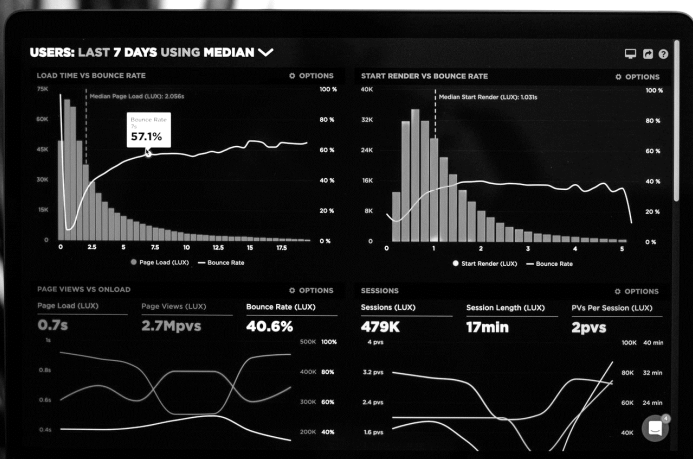 USERS: LAST 7 DAYS USING MEDIAN
LOAD TIME VS BOUNCE RATE
OPTIONS
75K
60K
45K
30K
15K
0
100 %
80 %
60 %
40 %
20 %
0 %
Median Page Load (LUX): 2.056s
Bounce Rate
7s
57.1%
0 2.5 5 7.5 10 12.5 15 17.5
Page Load (LUX) Bounce Rate
START RENDER VS BOUNCE RATE
OPTIONS
40K
32K
24K
16K
8K
0
100 %
80 %
60 %
40 %
20 %
0 %
Median Start Render (LUX): 1.031s
0 1 2 3 4 5
Start Render (LUX) Bounce Rate
PAGE VIEWS VS ONLOAD
OPTIONS
Page Load (LUX) Page Views (LUX) Bounce Rate (LUX)
0.7s 2.7Mpvs 40.6%
1s
0.8s
0.6s
0.4s
500K 100%
400K 80%
300K 60%
200K 40%
SESSIONS
OPTIONS
Sessions (LUX) Session Length (LUX) PVs Per Session (LUX)
479K 17min 2pvs
4 pvs
3.2 pvs
2.4 pvs
1.6 pvs
100K 40 min
80K 32 min
60K 24 min
40K
4